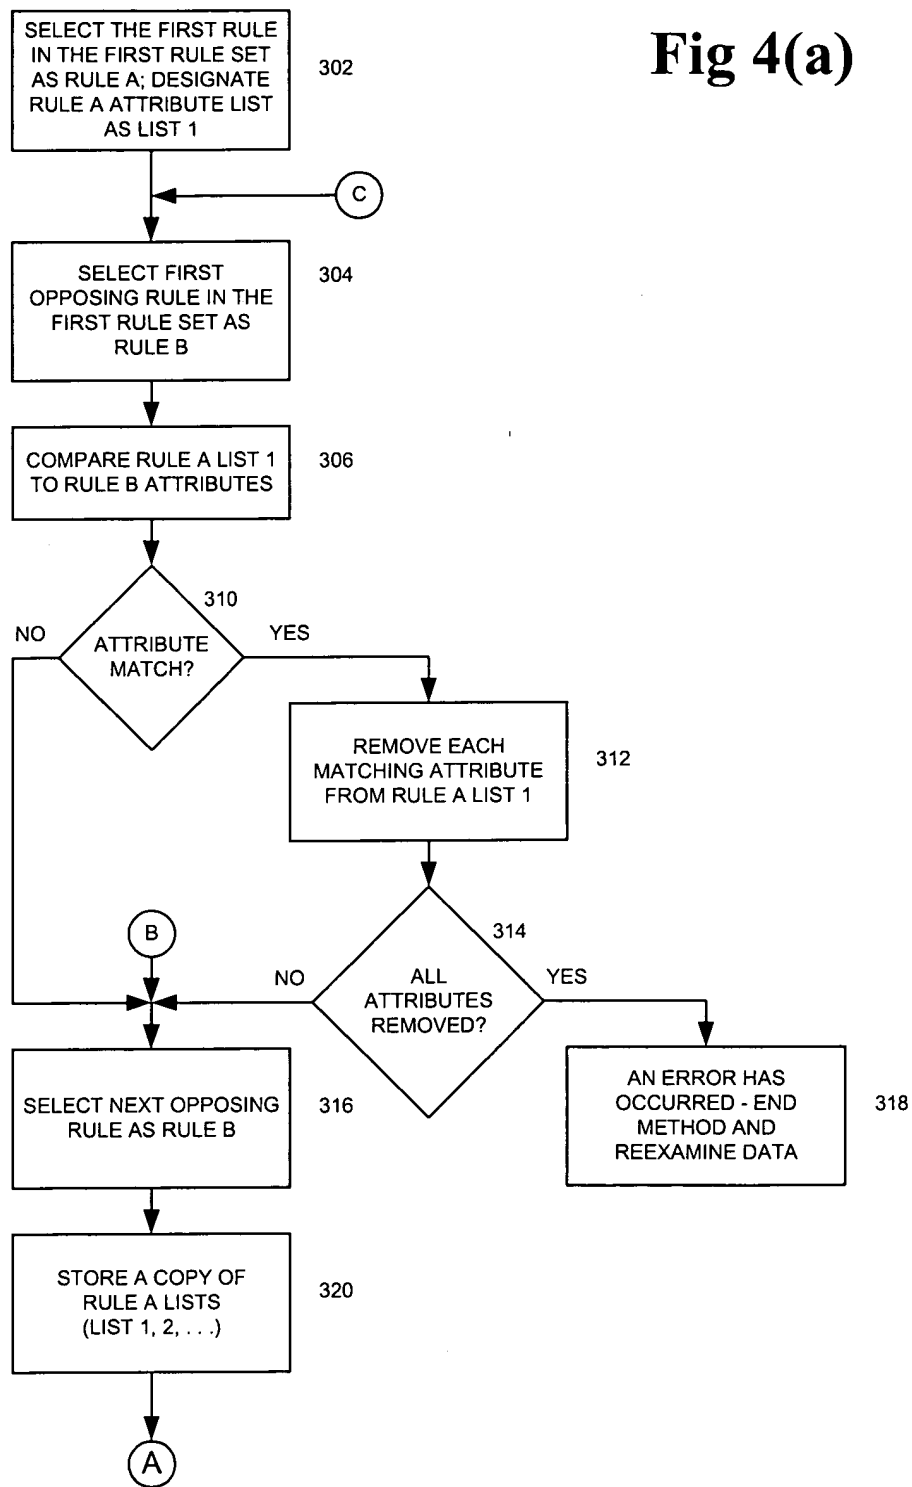 Fig 4(a)
SELECT THE FIRST RULE
IN THE FIRST RULE SET
AS RULE A; DESIGNATE
RULE A ATTRIBUTE LIST
AS LIST 1
302
C
SELECT FIRST
OPPOSING RULE IN THE
FIRST RULE SET AS
RULE B
304
COMPARE RULE A LIST 1
TO RULE B ATTRIBUTES
306
310
NO
ATTRIBUTE
MATCH?
YES
REMOVE EACH
MATCHING ATTRIBUTE
FROM RULE A LIST 1
312
B
314
NO
ALL
ATTRIBUTES
REMOVED?
YES
SELECT NEXT OPPOSING
RULE AS RULE B
316
AN ERROR HAS
OCCURRED - END
METHOD AND
REEXAMINE DATA
318
STORE A COPY OF
RULE A LISTS
(LIST 1, 2, . . .)
320
A